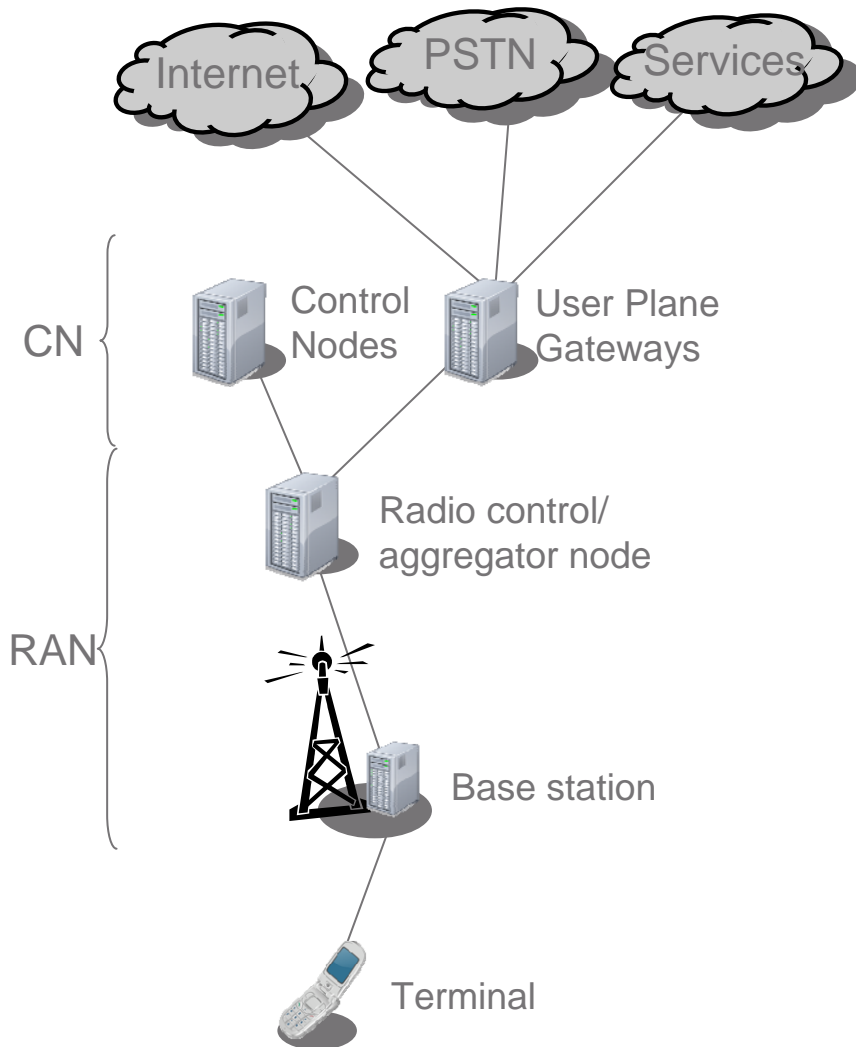 Internet
PSTN
Services
CN
Control
Nodes
User Plane
Gateways
Radio control/
aggregator node
RAN
Base station
Terminal